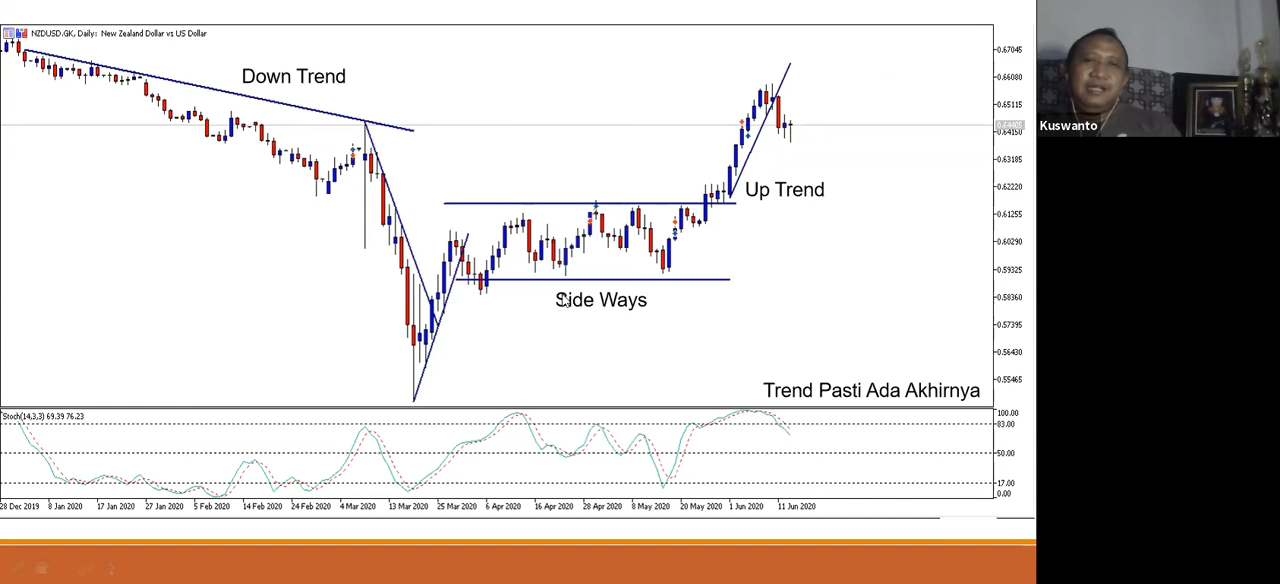 NZDUSD.GK, Daily: New Zealand Dollar vs US Dollar
Down Trend
Up Trend
Side Ways
Trend Pasti Ada Akhirnya
0.67045
0.66080
0.65115
0.64405
0.64150
0.63185
0.62220
0.61255
0.60290
0.59325
0.58360
0.57395
0.56430
0.55465
Stoch(14,3,3) 69.39 76.23
100.00
83.00
50.00
17.00
0.00
28 Dec 2019 8 Jan 2020 17 Jan 2020 27 Jan 2020 5 Feb 2020 14 Feb 2020 24 Feb 2020 4 Mar 2020 13 Mar 2020 25 Mar 2020 6 Apr 2020 16 Apr 2020 28 Apr 2020 8 May 2020 20 May 2020 1 Jun 2020 11 Jun 2020
Kuswanto